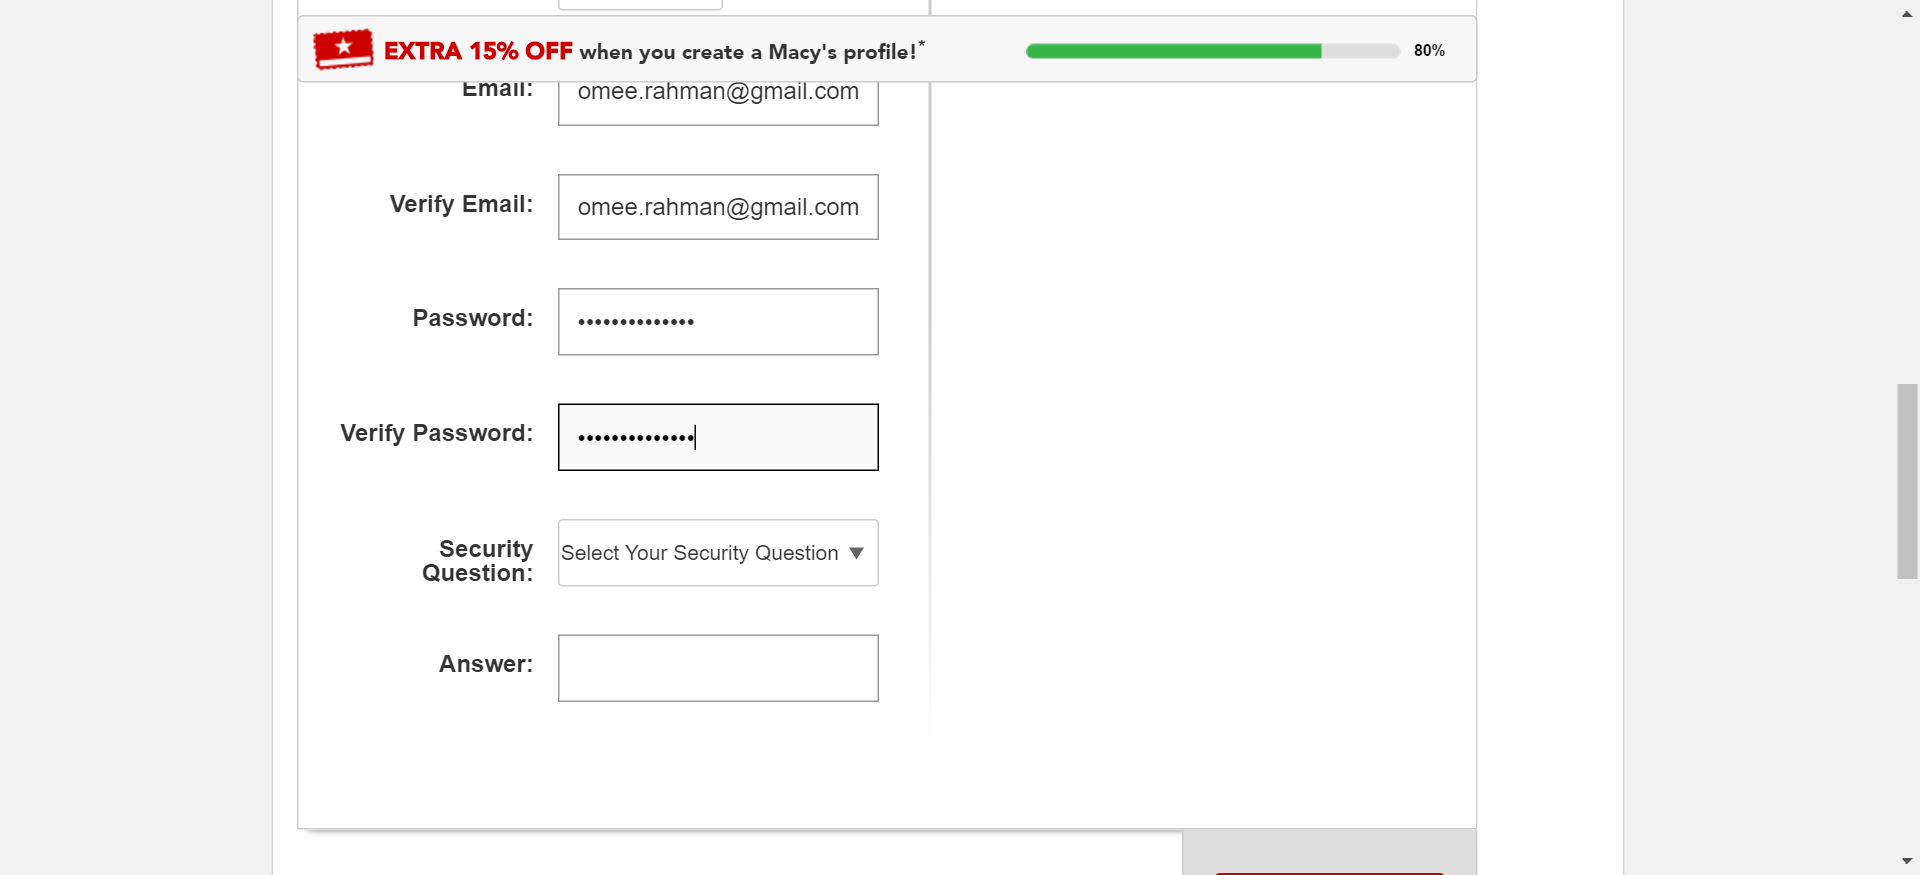 EXTRA 15% OFF when you create a Macy's profile!*
80%
Email: omee.rahman@gmail.com
Verify Email: omee.rahman@gmail.com
Password: ••••••••••••••
Verify Password: ••••••••••••••
Security
Question:
Select Your Security Question
Answer: